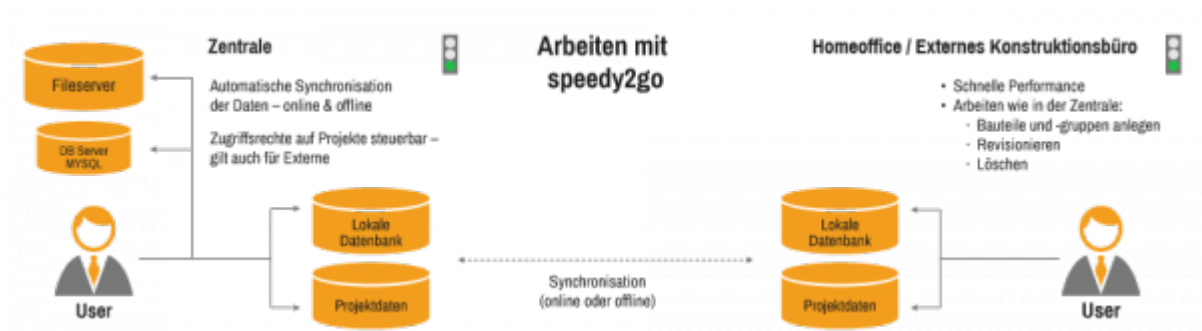 Zentrale
Arbeiten mit
speedy2go
Homeoffice / Externes Konstruktionsbüro
Fileserver
DB Server
MYSQL
Automatische Synchronisation
der Daten – online & offline
Zugriffsrechte auf Projekte steuerbar –
gilt auch für Externe
• Schnelle Performance
• Arbeiten wie in der Zentrale:
- Bauteile und -gruppen anlegen
- Revisionieren
- Löschen
Lokale
Datenbank
Projektdaten
User
Synchronisation
(online oder offline)
Lokale
Datenbank
Projektdaten
User